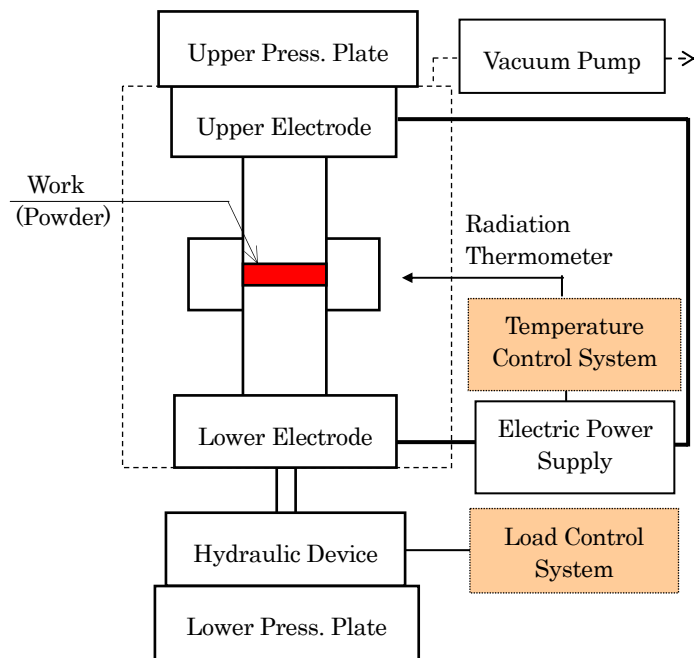 Upper Press. Plate
Vacuum Pump
Upper Electrode
Work
(Powder)
Radiation
Thermometer
Temperature
Control System
Lower Electrode
Electric Power
Supply
Hydraulic Device
Load Control
System
Lower Press. Plate